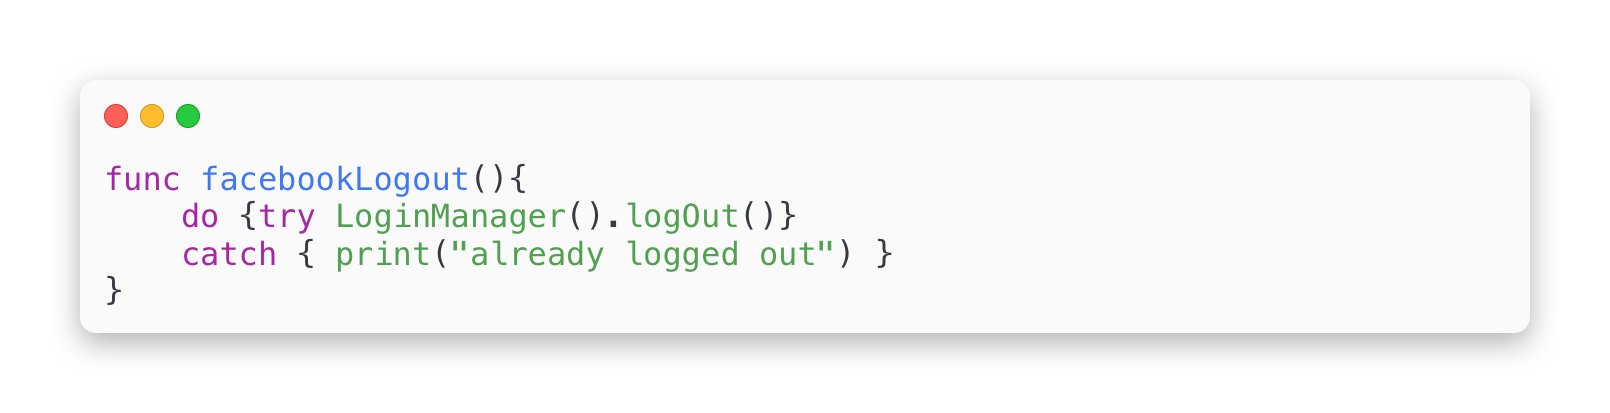 func facebookLogout(){
    do {try LoginManager().logOut()}
    catch { print("already logged out") }
}